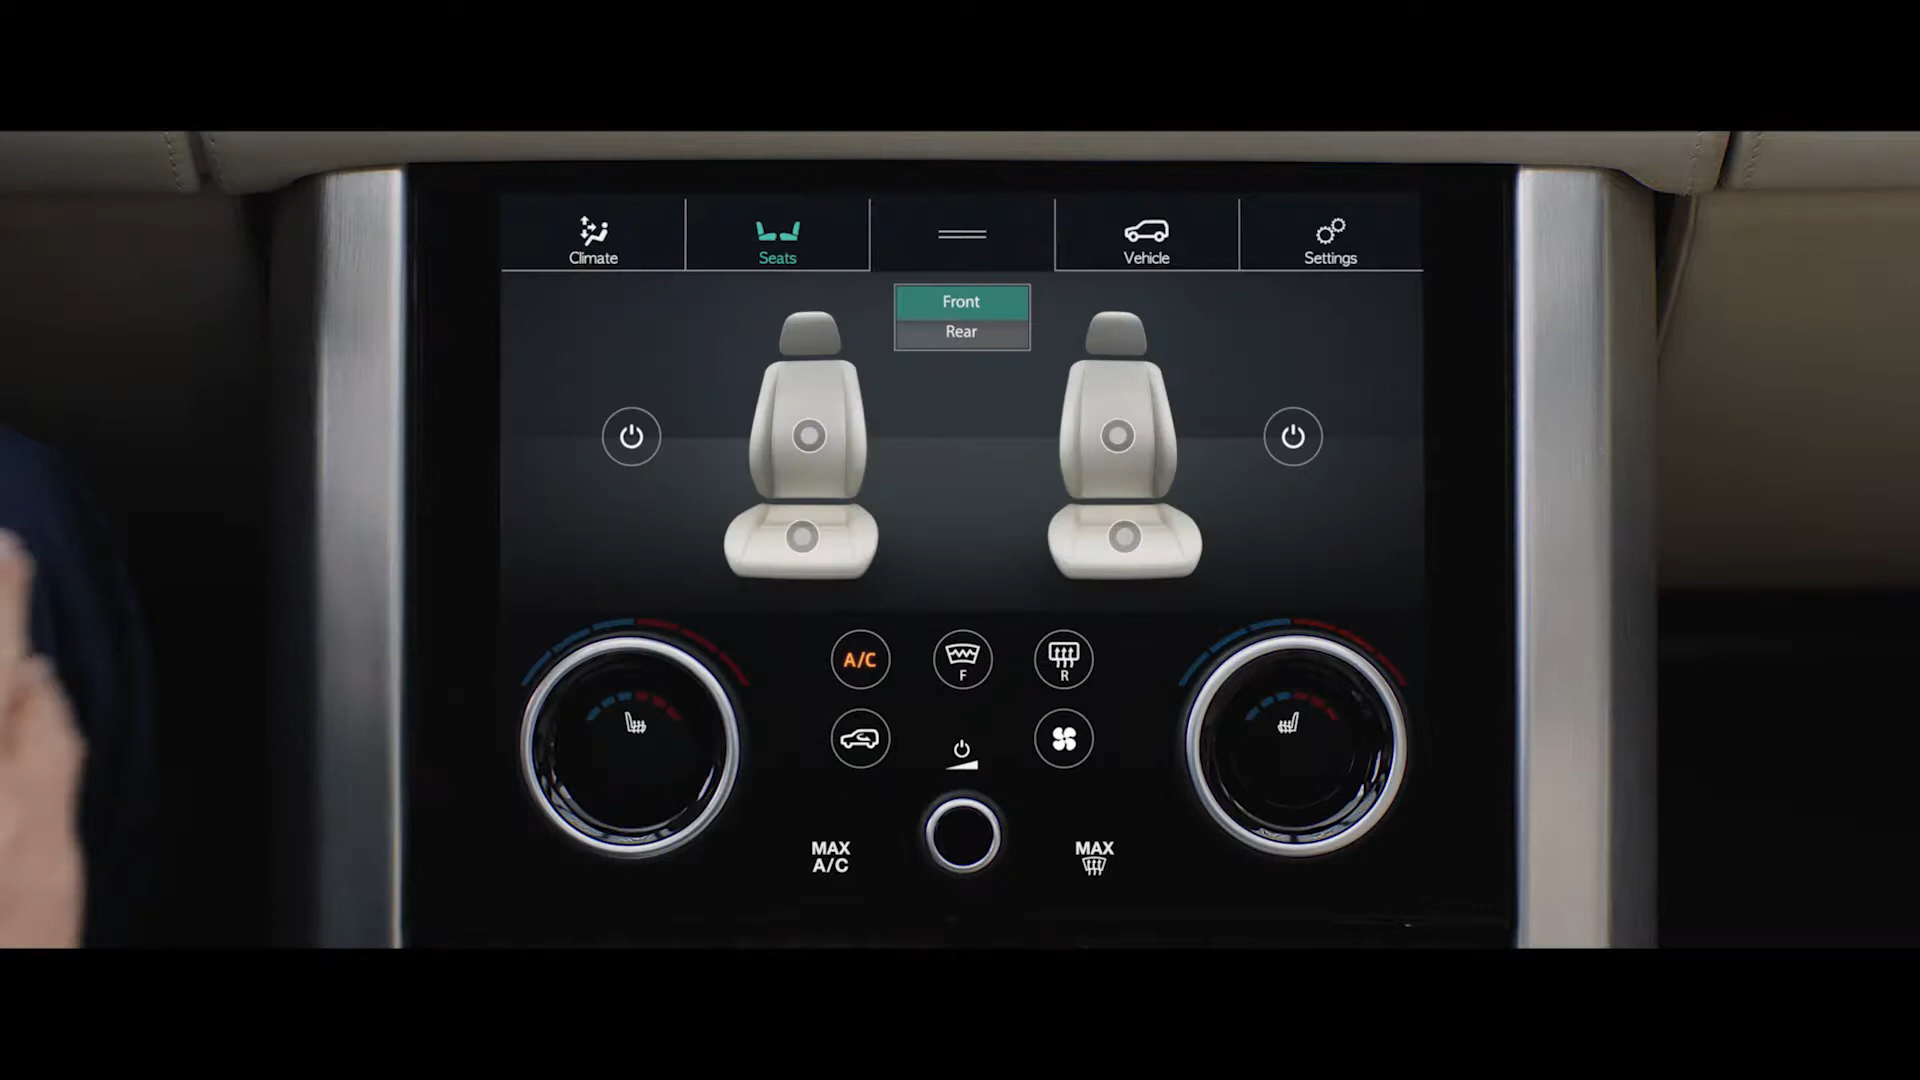 Climate
Seats
Vehicle
Settings
Front
Rear
A/C
F
R
MAX
A/C
MAX